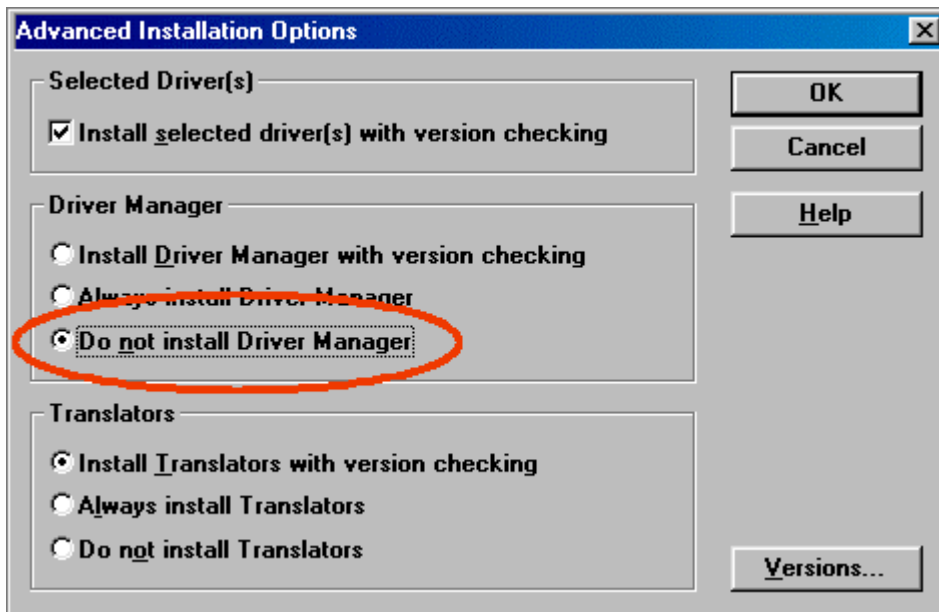 Advanced Installation Options
Selected Driver(s)
Install selected driver(s) with version checking
OK
Cancel
Help
Driver Manager
Install Driver Manager with version checking
Always install Driver Manager
Do not install Driver Manager
Translators
Install Translators with version checking
Always install Translators
Do not install Translators
Versions...